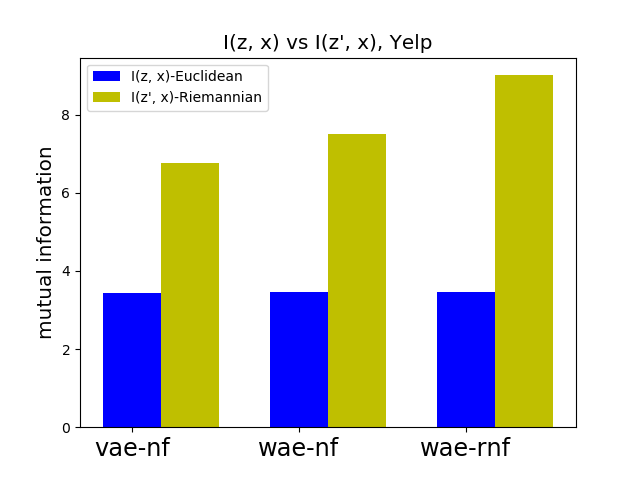 I(z, x) vs I(z', x), Yelp
I(z, x)-Euclidean
I(z', x)-Riemannian
mutual information
8
6
4
2
0
vae-nf
wae-nf
wae-rnf